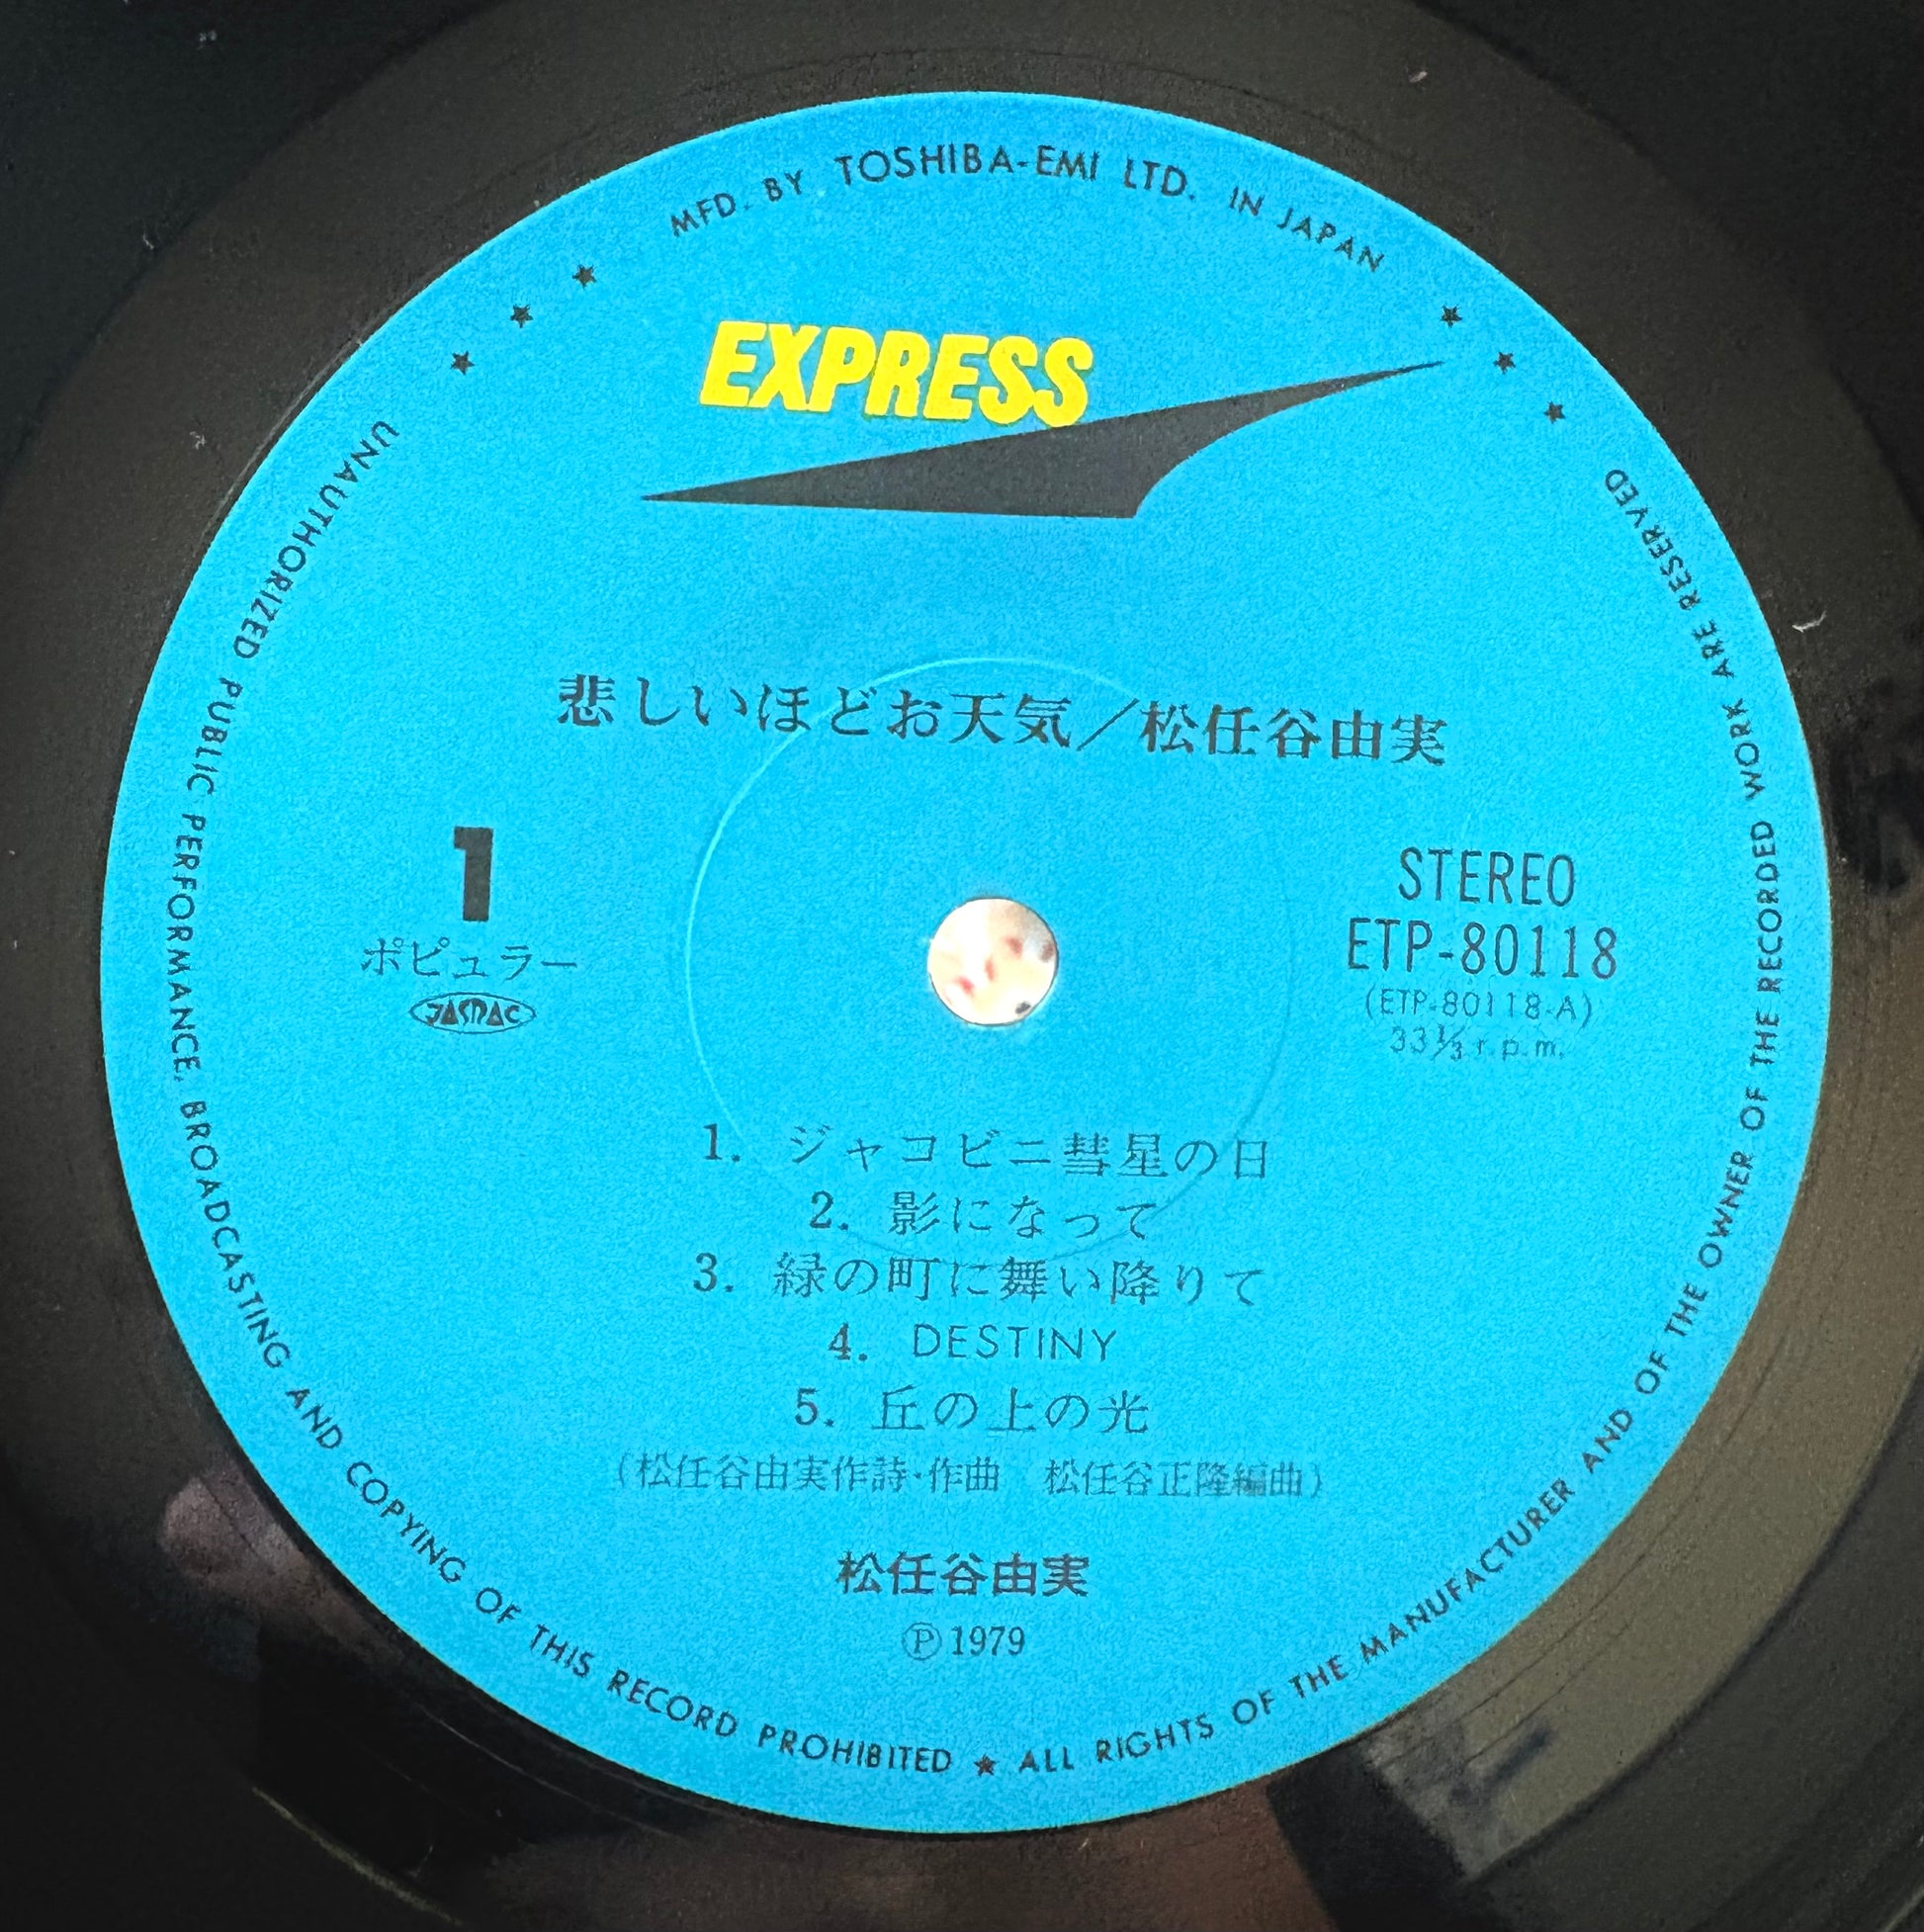 MFD. BY TOSHIBA-EMI LTD. IN JAPAN
EXPRESS
悲しいほどお天気／松任谷由実
1
ポピュラー
JASRAC
STEREO
ETP-80118
(ETP-80118-A)
33⅓ r.p.m.
1. ジャコビニ彗星の日
2. 影になって
3. 緑の町に舞い降りて
4. DESTINY
5. 丘の上の光
(松任谷由実作詩·作曲　松任谷正隆編曲)
松任谷由実
Ⓟ1979
UNAUTHORIZED PUBLIC PERFORMANCE, BROADCASTING AND COPYING OF THIS RECORD PROHIBITED ★ ALL RIGHTS OF THE MANUFACTURER AND OF THE OWNER OF THE RECORDED WORK ARE RESERVED